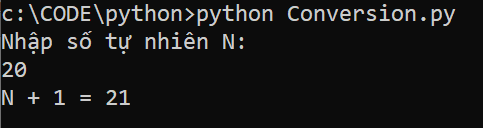 c:\CODE\python>python Conversion.py
Nhập số tự nhiên N:
20
N + 1 = 21